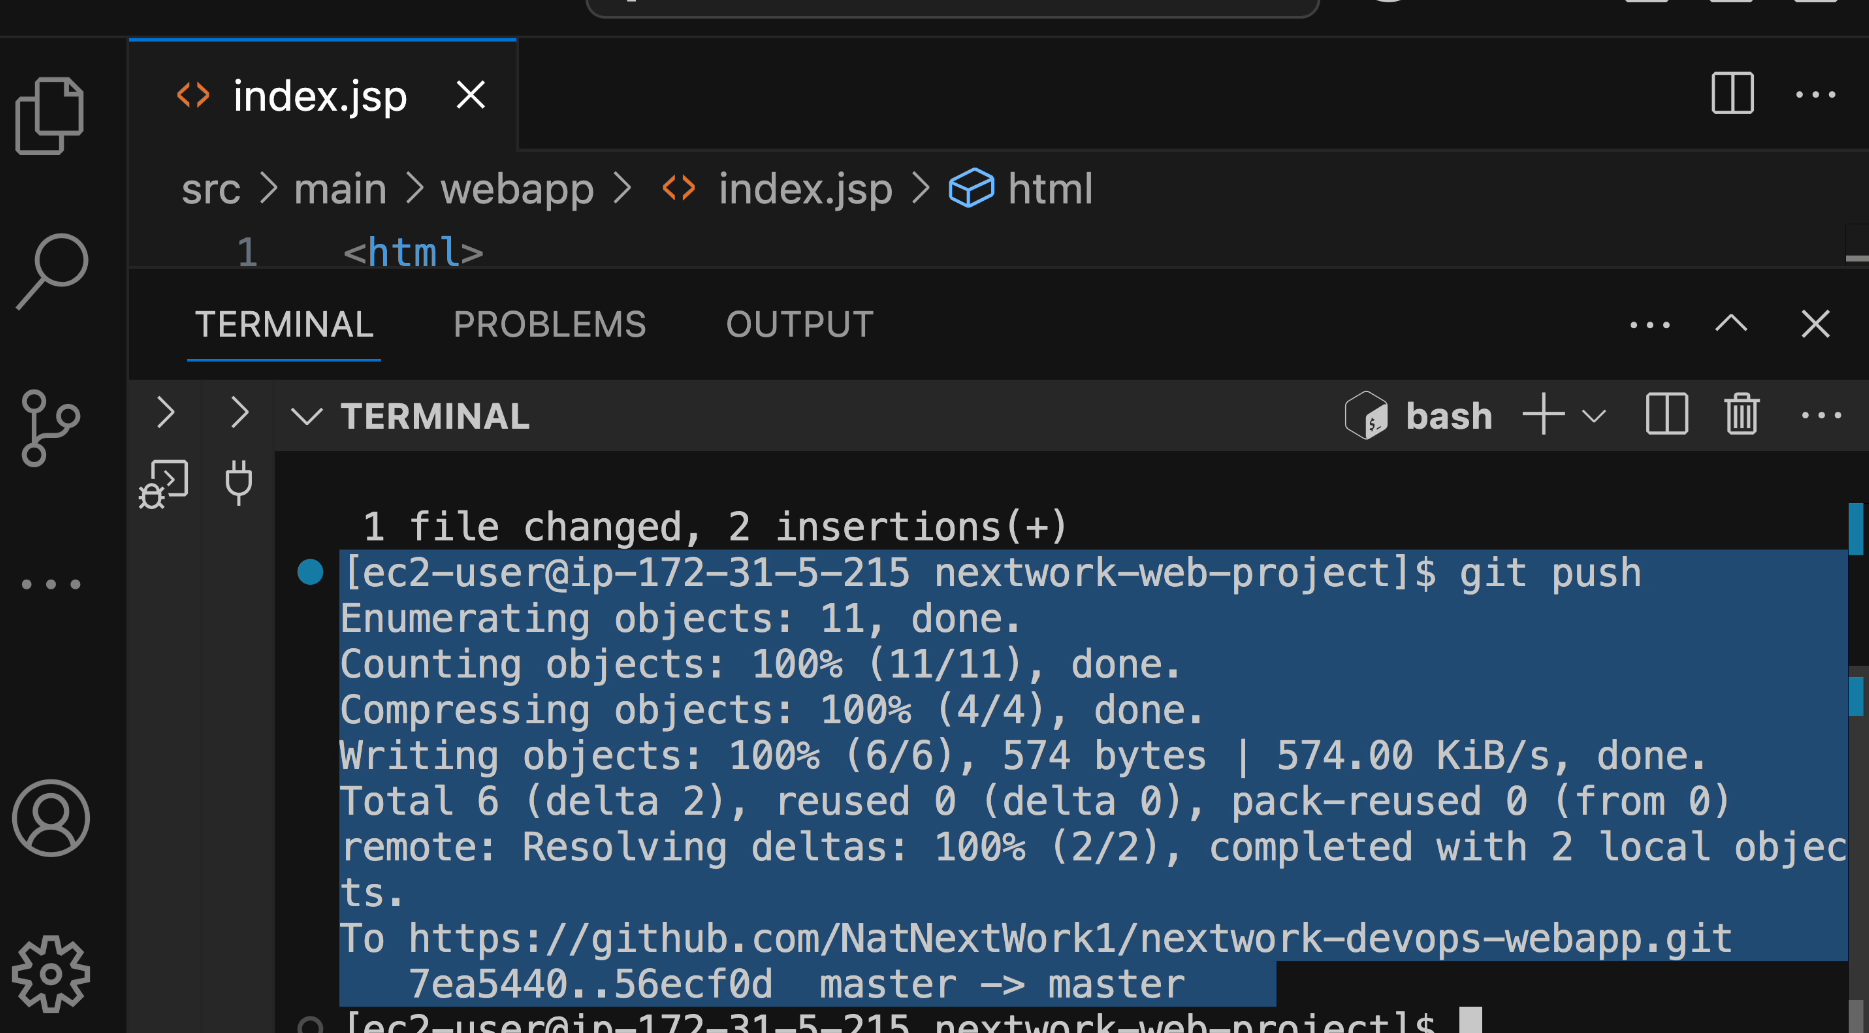 index.jsp
src > main > webapp > index.jsp > html
1 <html>
TERMINAL PROBLEMS OUTPUT
TERMINAL bash
1 file changed, 2 insertions(+)
[ec2-user@ip-172-31-5-215 nextwork-web-project]$ git push
Enumerating objects: 11, done.
Counting objects: 100% (11/11), done.
Compressing objects: 100% (4/4), done.
Writing objects: 100% (6/6), 574 bytes | 574.00 KiB/s, done.
Total 6 (delta 2), reused 0 (delta 0), pack-reused 0 (from 0)
remote: Resolving deltas: 100% (2/2), completed with 2 local objec
ts.
To https://github.com/NatNextWork1/nextwork-devops-webapp.git
7ea5440..56ecf0d master -> master
[ec2-user@ip-172-31-5-215 nextwork-web-project]$